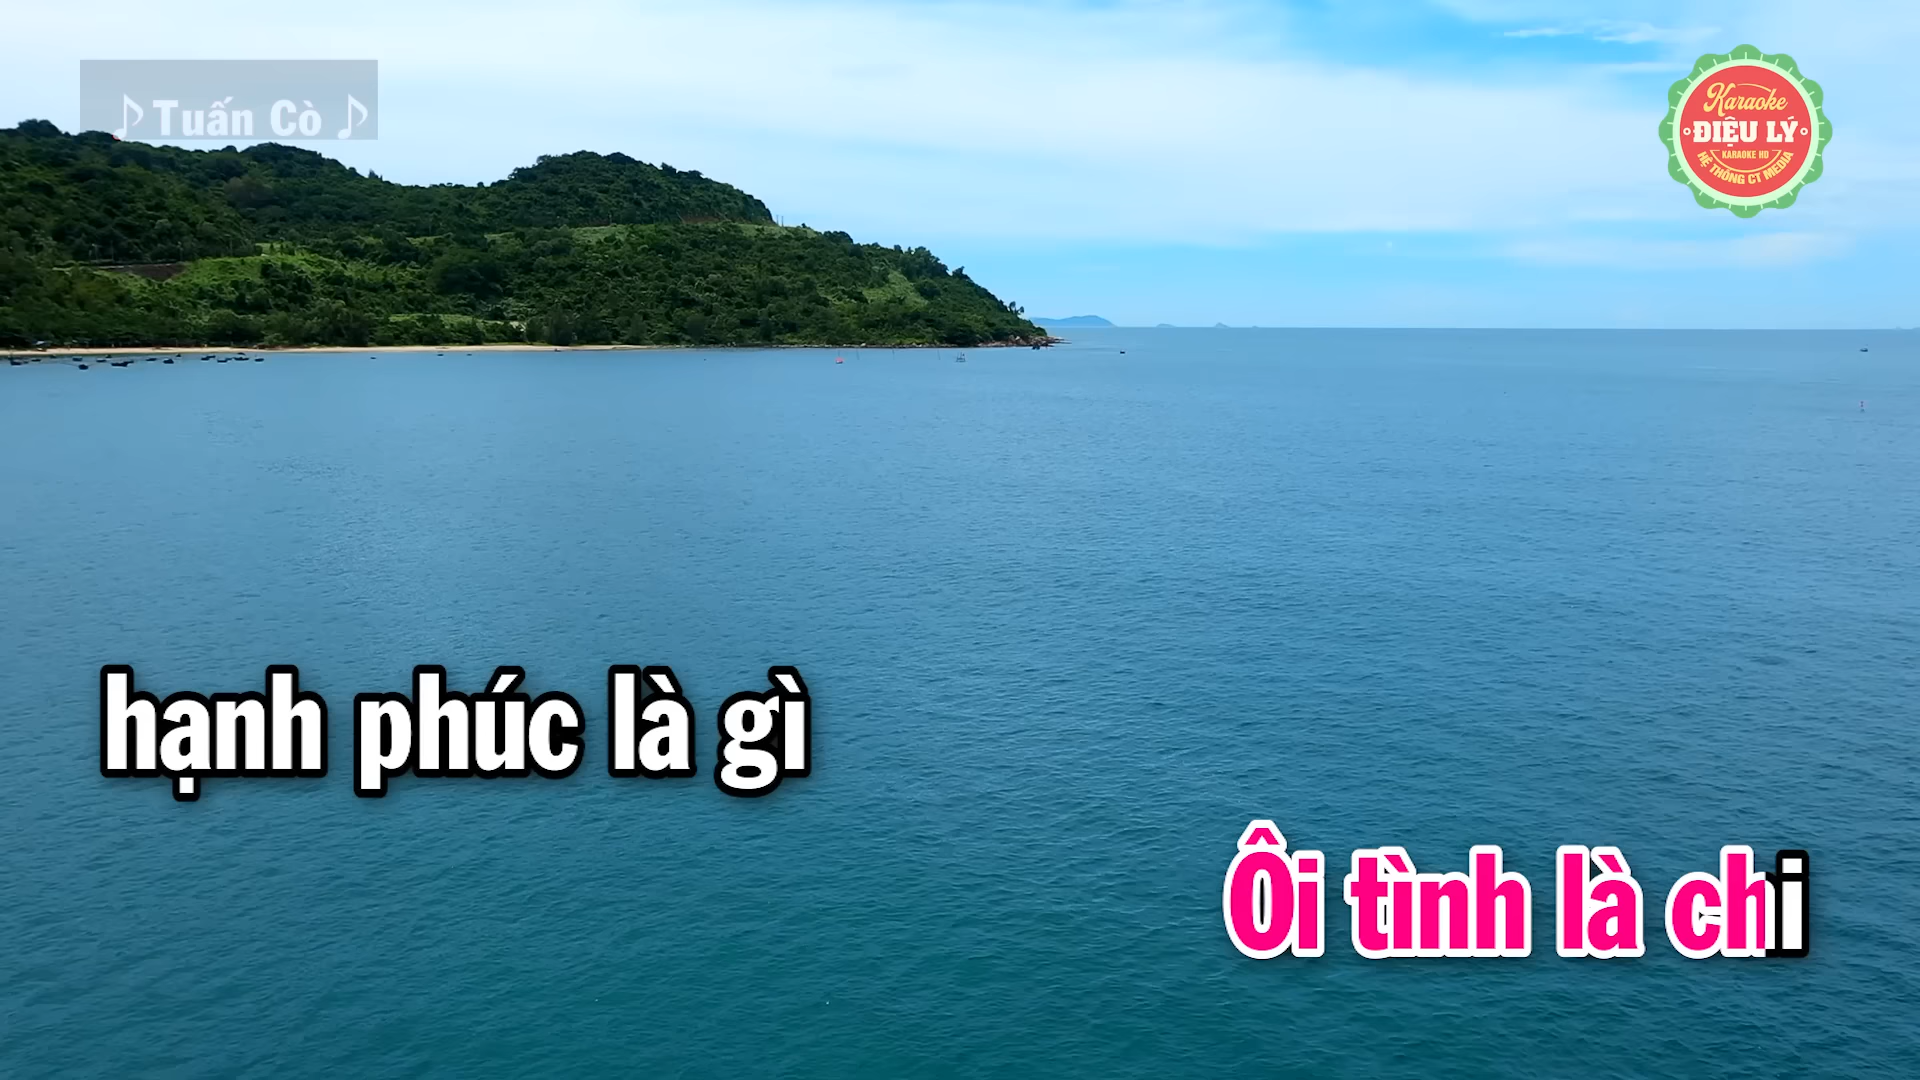 ♪Tuấn Cò♪
Karaoke
ĐIỆU LÝ
KARAOKE HD
HỆ THỐNG CT MEDIA
hạnh phúc là gì
Ôi tình là chi